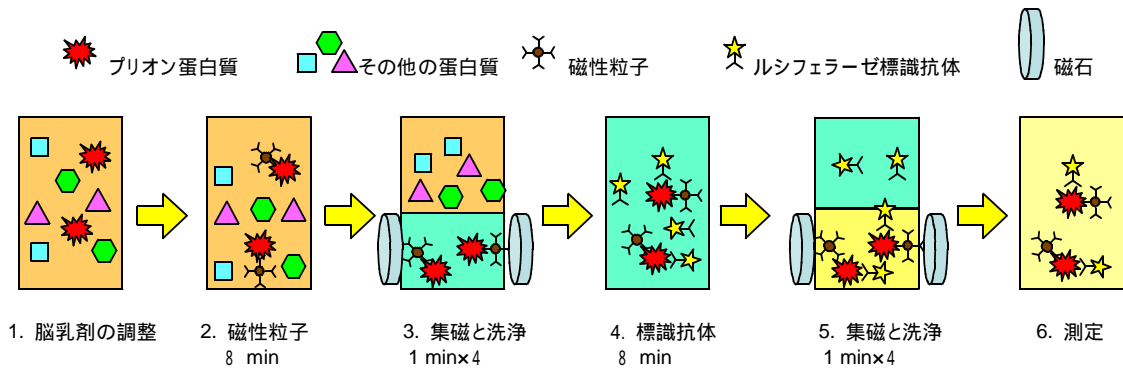 プリオン蛋白質
その他の蛋白質
磁性粒子
ルシフェラーゼ標識抗体
磁石
1. 脳乳剤の調整
2. 磁性粒子
8 min
3. 集磁と洗浄
1 min×4
4. 標識抗体
8 min
5. 集磁と洗浄
1 min×4
6. 測定